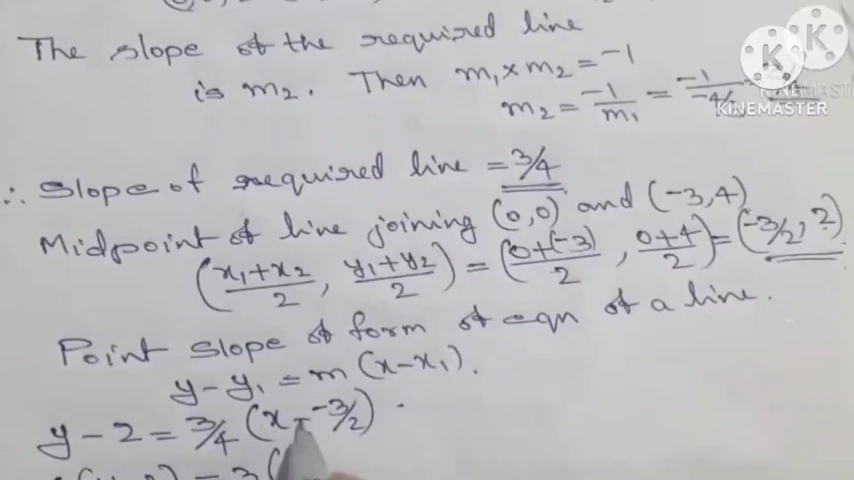 The slope of the required line
is m₂. Then m₁ x m₂ = -1
m₂ = -1/m₁ = -1/-4/3
∴ Slope of required line = 3/4
Midpoint of line joining (0,0) and (-3,4)
(x₁+x₂/2, y₁+y₂/2) = (0+(-3)/2, 0+4/2) = (-3/2, 2)
Point slope of form of eqn of a line.
y-y₁ = m(x-x₁).
y-2 = 3/4(x--3/2)
KINEMASTER
KINEMASTER